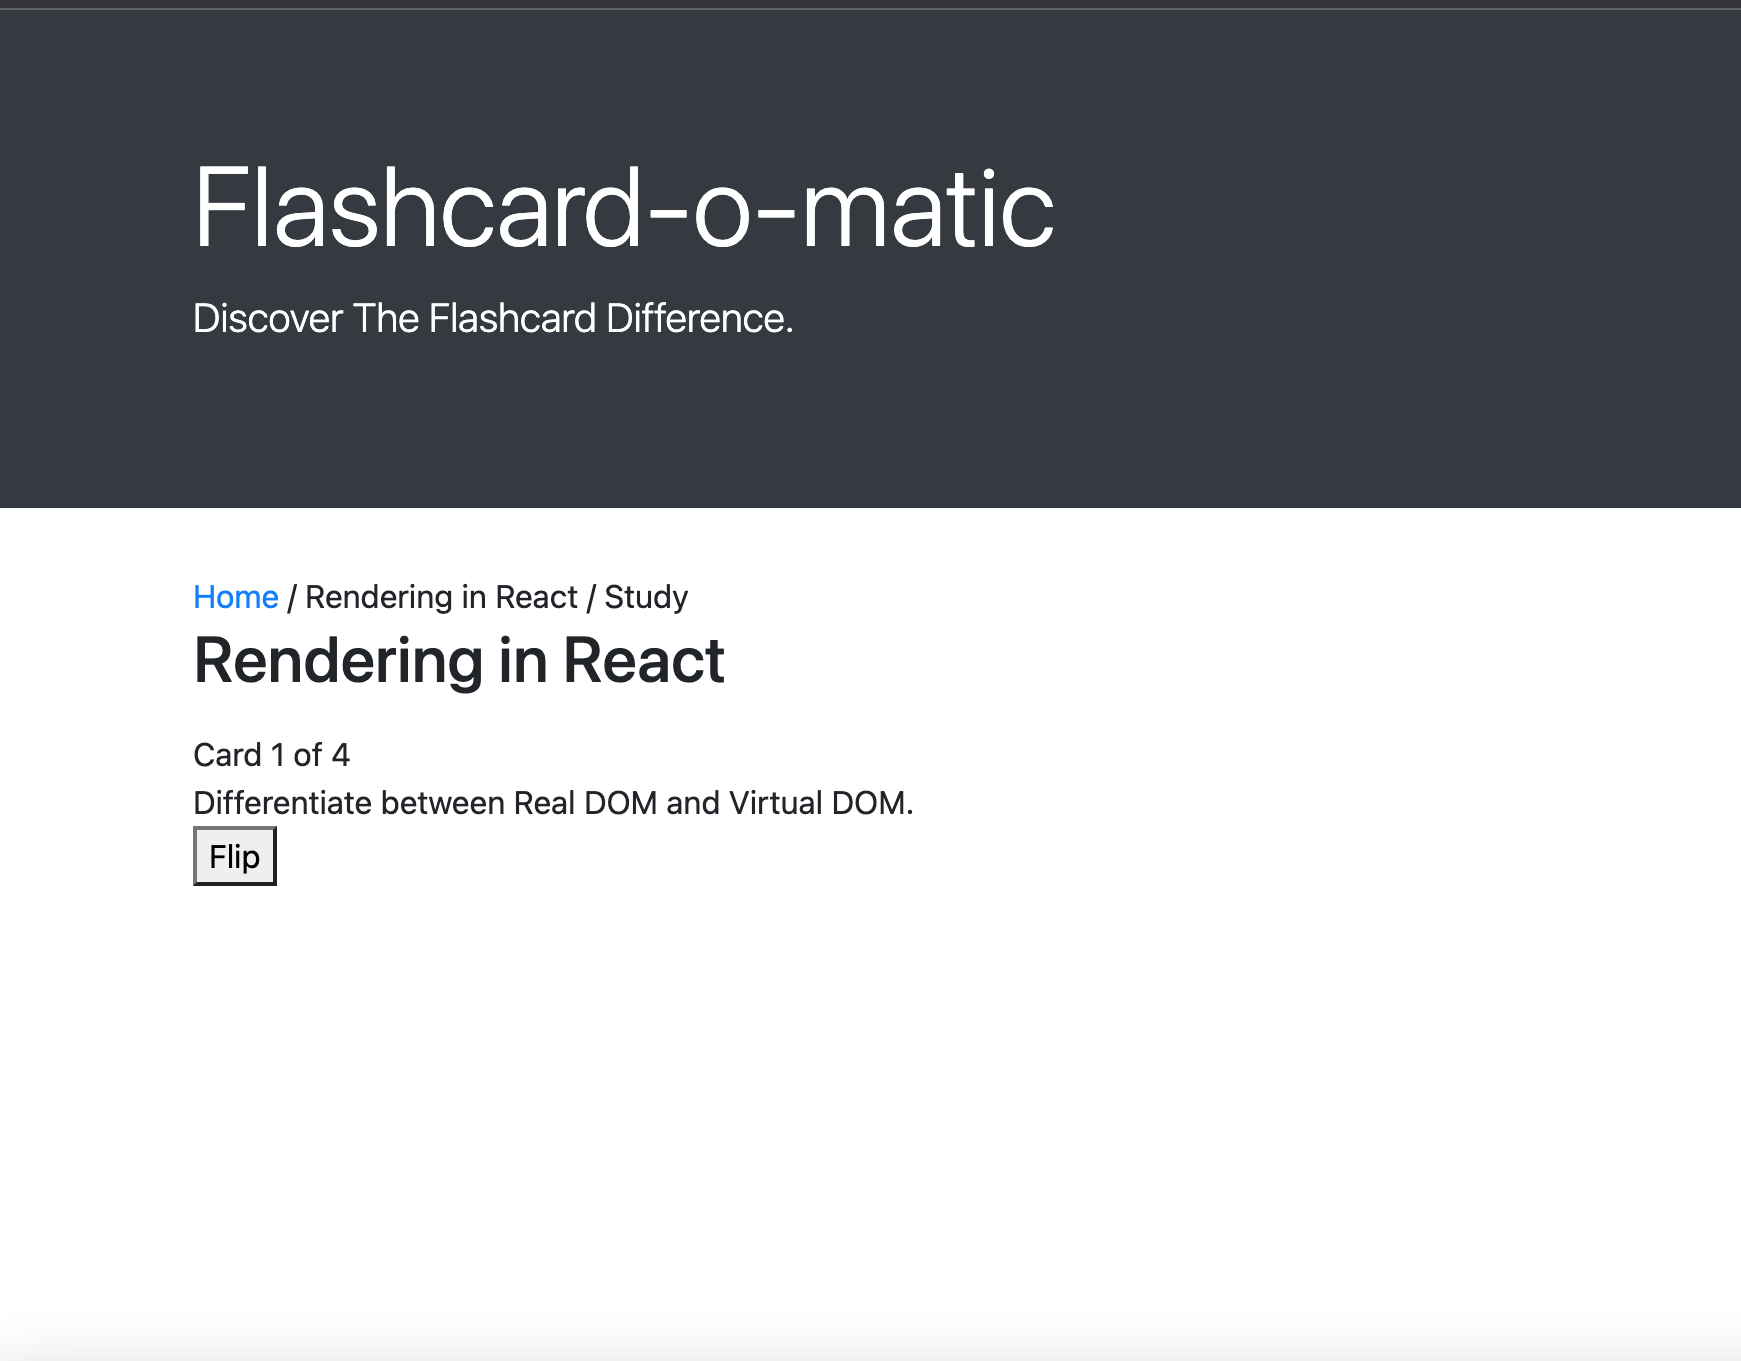 Flashcard-o-matic
Discover The Flashcard Difference.
Home / Rendering in React / Study
Rendering in React
Card 1 of 4
Differentiate between Real DOM and Virtual DOM.
Flip